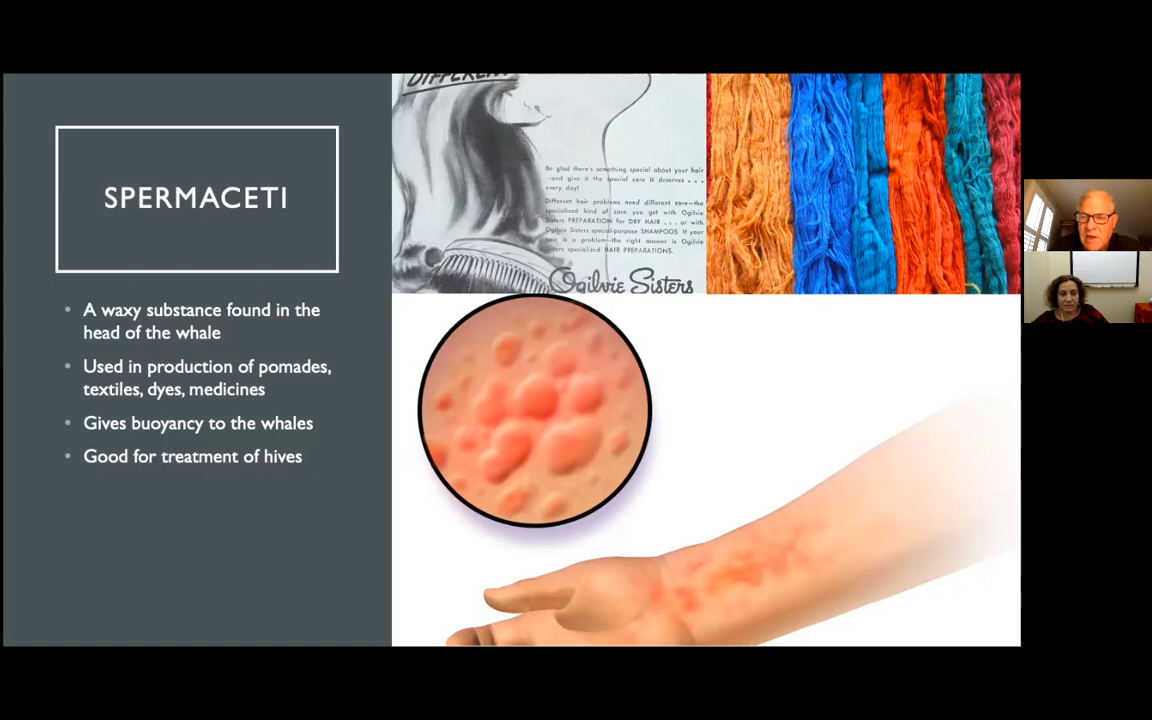 SPERMACETI
• A waxy substance found in the
head of the whale
• Used in production of pomades,
textiles, dyes, medicines
• Gives buoyancy to the whales
• Good for treatment of hives
DIFFERENT
Be glad there's something special about your hair
—and give it the special care it deserves . . .
every day!
Different hair problems need different care—the
specialized kind of care you get with Ogilvie
Sisters PREPARATION for DRY HAIR . . . or with
Ogilvie Sisters special-purpose SHAMPOOS. If your
hair is a problem—the right answer is Ogilvie
Sisters specialized HAIR PREPARATIONS.
Ogilvie Sisters